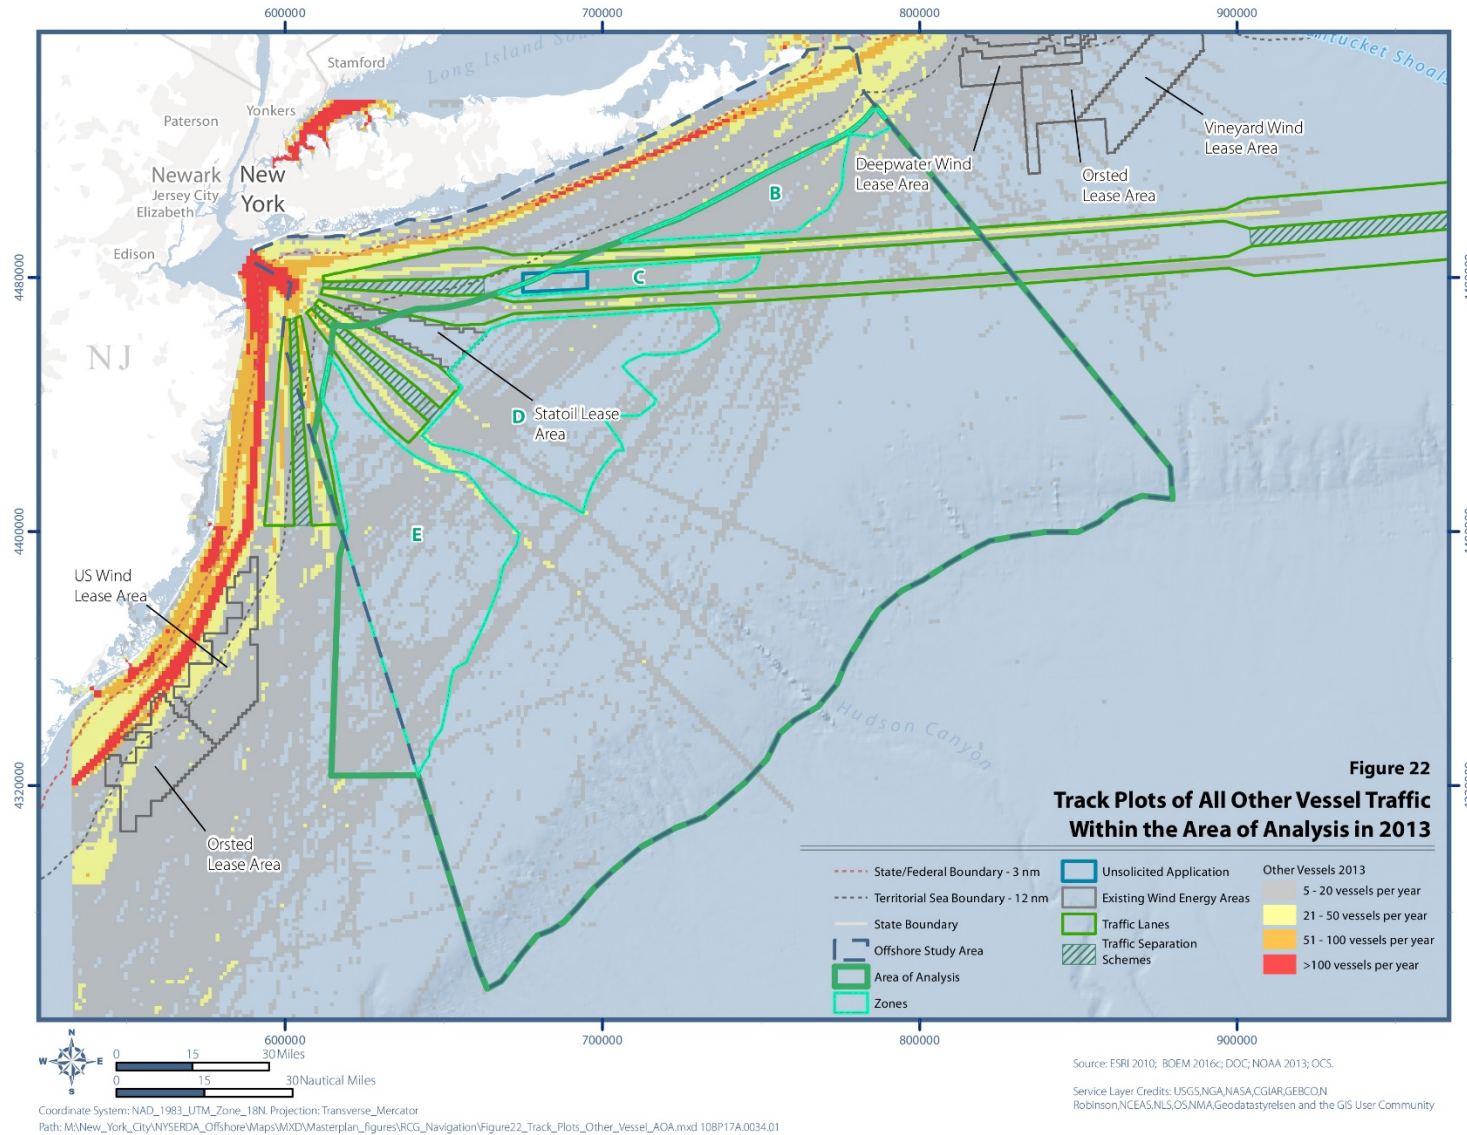 600000
700000
800000
900000
Stamford
Long Island Sou
Yonkers
Paterson
Newark
New
York
Jersey City
Elizabeth
Edison
NJ
Nantucket Shoals
Vineyard Wind
Lease Area
Deepwater Wind
Lease Area
Orsted
Lease Area
B
C
D
E
Statoil Lease
Area
US Wind
Lease Area
Orsted
Lease Area
Hudson Canyon
4480000
4400000
4320000
Figure 22
Track Plots of All Other Vessel Traffic
Within the Area of Analysis in 2013
State/Federal Boundary - 3 nm
Territorial Sea Boundary - 12 nm
State Boundary
Offshore Study Area
Area of Analysis
Zones
Unsolicited Application
Existing Wind Energy Areas
Traffic Lanes
Traffic Separation
Schemes
Other Vessels 2013
5 - 20 vessels per year
21 - 50 vessels per year
51 - 100 vessels per year
>100 vessels per year
600000
700000
800000
900000
N
W
E
S
0 15 30 Miles
0 15 30 Nautical Miles
Coordinate System: NAD_1983_UTM_Zone_18N. Projection: Transverse_Mercator
Path: M:\New_York_City\NYSERDA_Offshore\Maps\MXD\Masterplan_figures\RCG_Navigation\Figure22_Track_Plots_Other_Vessel_AOA.mxd 10BP17A.0034.01
Source: ESRI 2010; BOEM 2016c; DOC; NOAA 2013; OCS.
Service Layer Credits: USGS,NGA,NASA,CGIAR,GEBCO,N
Robinson,NCEAS,NLS,OS,NMA,Geodatastyrelsen and the GIS User Community